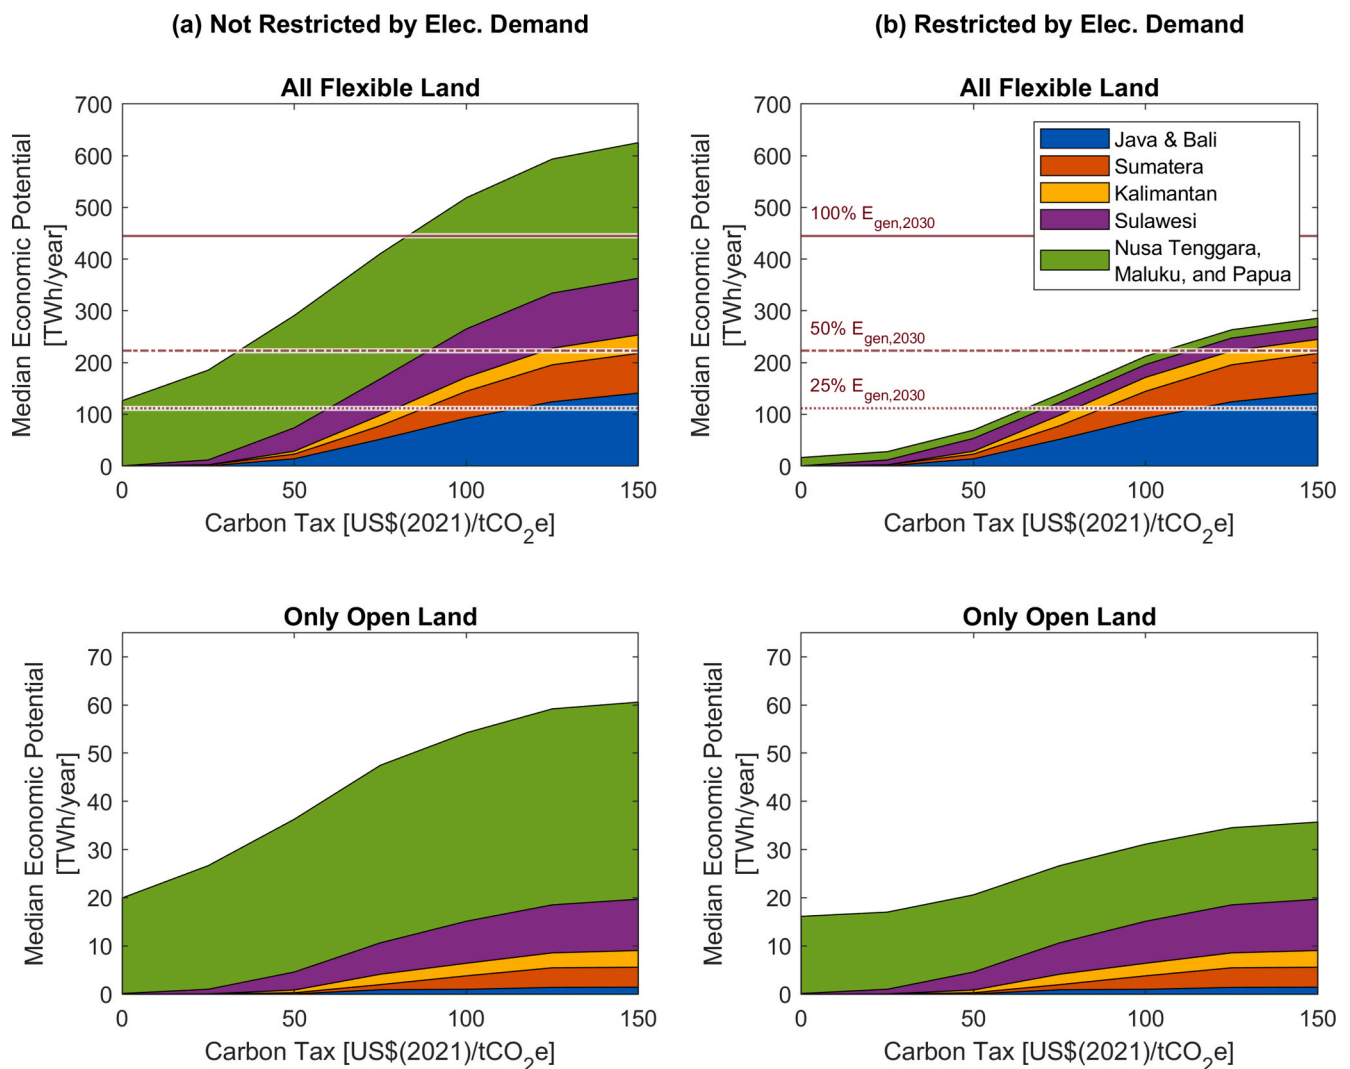 (a) Not Restricted by Elec. Demand
(b) Restricted by Elec. Demand
All Flexible Land
700
600
500
400
300
200
100
0
0
50
100
150
Median Economic Potential
[TWh/year]
Carbon Tax [US$(2021)/tCO2e]
All Flexible Land
700
600
500
400
300
200
100
0
0
50
100
150
Median Economic Potential
[TWh/year]
Carbon Tax [US$(2021)/tCO2e]
Java & Bali
Sumatera
Kalimantan
Sulawesi
Nusa Tenggara,
Maluku, and Papua
100% Egen,2030
50% Egen,2030
25% Egen,2030
Only Open Land
70
60
50
40
30
20
10
0
0
50
100
150
Median Economic Potential
[TWh/year]
Carbon Tax [US$(2021)/tCO2e]
Only Open Land
70
60
50
40
30
20
10
0
0
50
100
150
Median Economic Potential
[TWh/year]
Carbon Tax [US$(2021)/tCO2e]